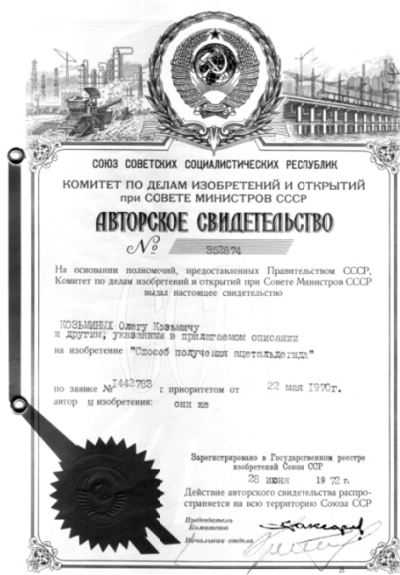 СОЮЗ СОВЕТСКИХ СОЦИАЛИСТИЧЕСКИХ РЕСПУБЛИК
КОМИТЕТ ПО ДЕЛАМ ИЗОБРЕТЕНИЙ И ОТКРЫТИЙ
при СОВЕТЕ МИНИСТРОВ СССР
АВТОРСКОЕ СВИДЕТЕЛЬСТВО
№ 353874
На основании полномочий, предоставленных Правительством СССР,
Комитет по делам изобретений и открытий при Совете Министров СССР
выдал настоящее свидетельство
КОЗЬМИНЫХ Олегу Козьмичу
и другим, указанным в прилагаемом описании
на изобретение "Способ получения ацетальдегида"
по заявке № 1442783 с приоритетом от 22 мая 1970г.
автор ы изобретения: они же
Зарегистрировано в Государственном реестре
изобретений Союза ССР
28 июня 1972 г.
Действие авторского свидетельства распро-
страняется на всю территорию Союза ССР
Председатель
Комитета
Начальник отдела